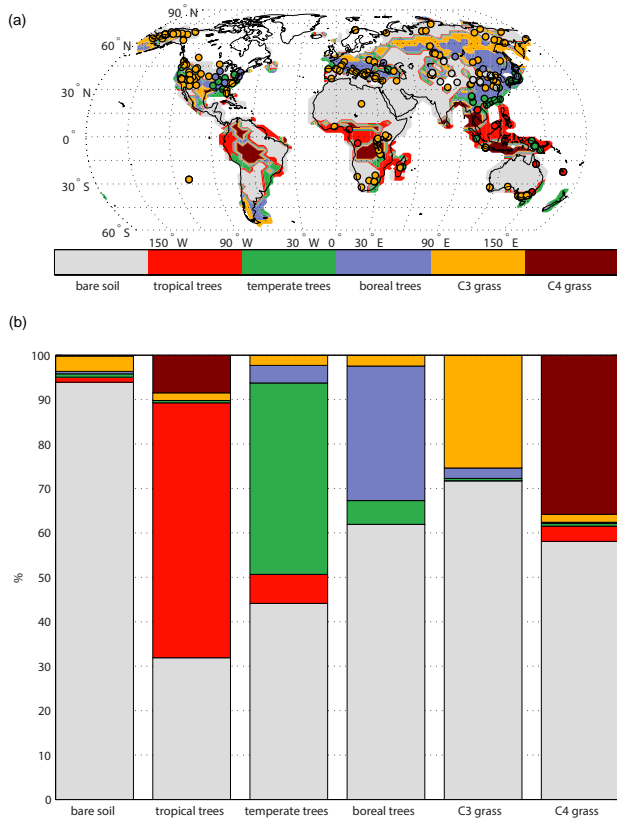 (a)
90° N
60° N
30° N
0°
30° S
60° S
150° W 90° W 30° W 0° 30° E 90° E 150° E
bare soil tropical trees temperate trees boreal trees C3 grass C4 grass
(b)
100
90
80
70
60
50
%
40
30
20
10
0
bare soil tropical trees temperate trees boreal trees C3 grass C4 grass